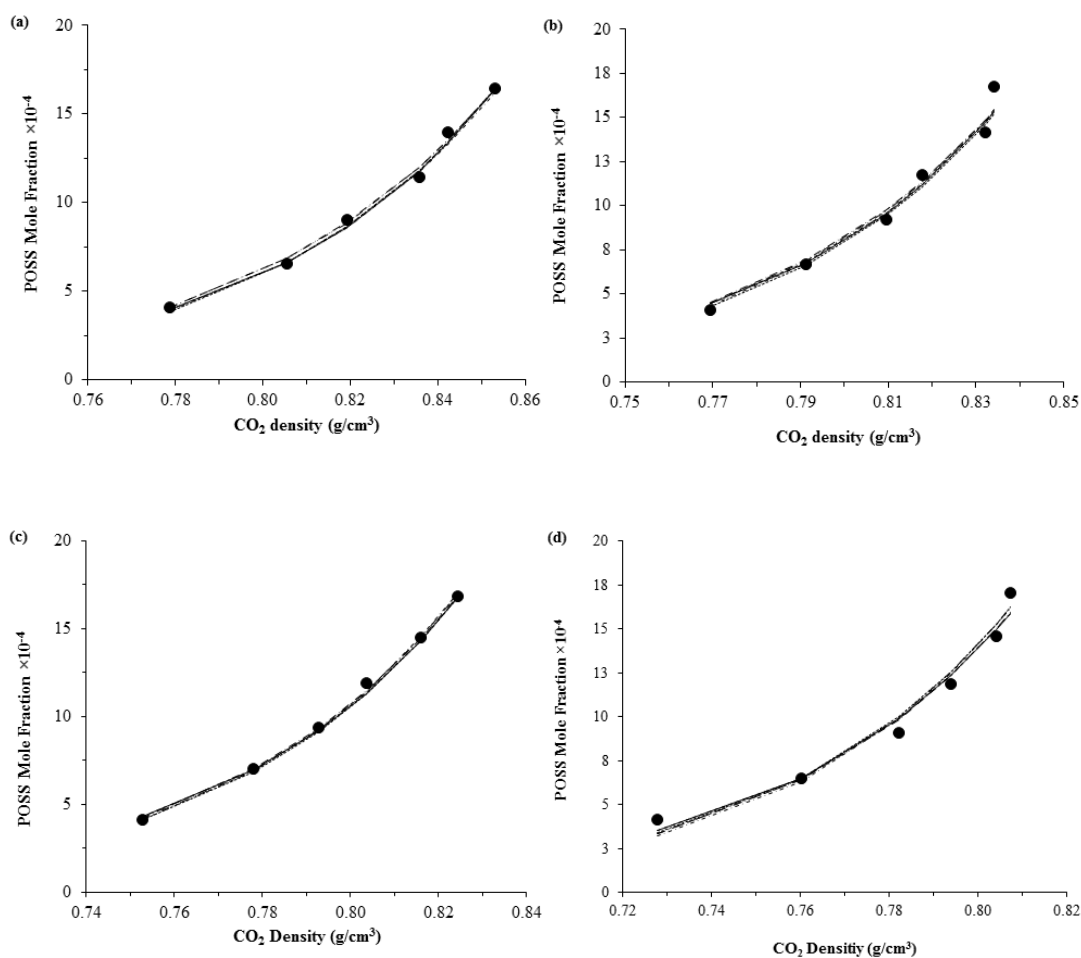 (a)
POSS Mole Fraction ×10-4
20
15
10
5
0
0.76 0.78 0.80 0.82 0.84 0.86
CO2 density (g/cm3)
(b)
POSS Mole Fraction ×10-4
20
18
15
13
10
8
5
3
0
0.75 0.77 0.79 0.81 0.83 0.85
CO2 density (g/cm3)
(c)
POSS Mole Fraction ×10-4
20
15
10
5
0
0.74 0.76 0.78 0.80 0.82 0.84
CO2 Density (g/cm3)
(d)
POSS Mole Fraction ×10-4
20
18
15
13
10
8
5
3
0
0.72 0.74 0.76 0.78 0.80 0.82
CO2 Densitiy (g/cm3)